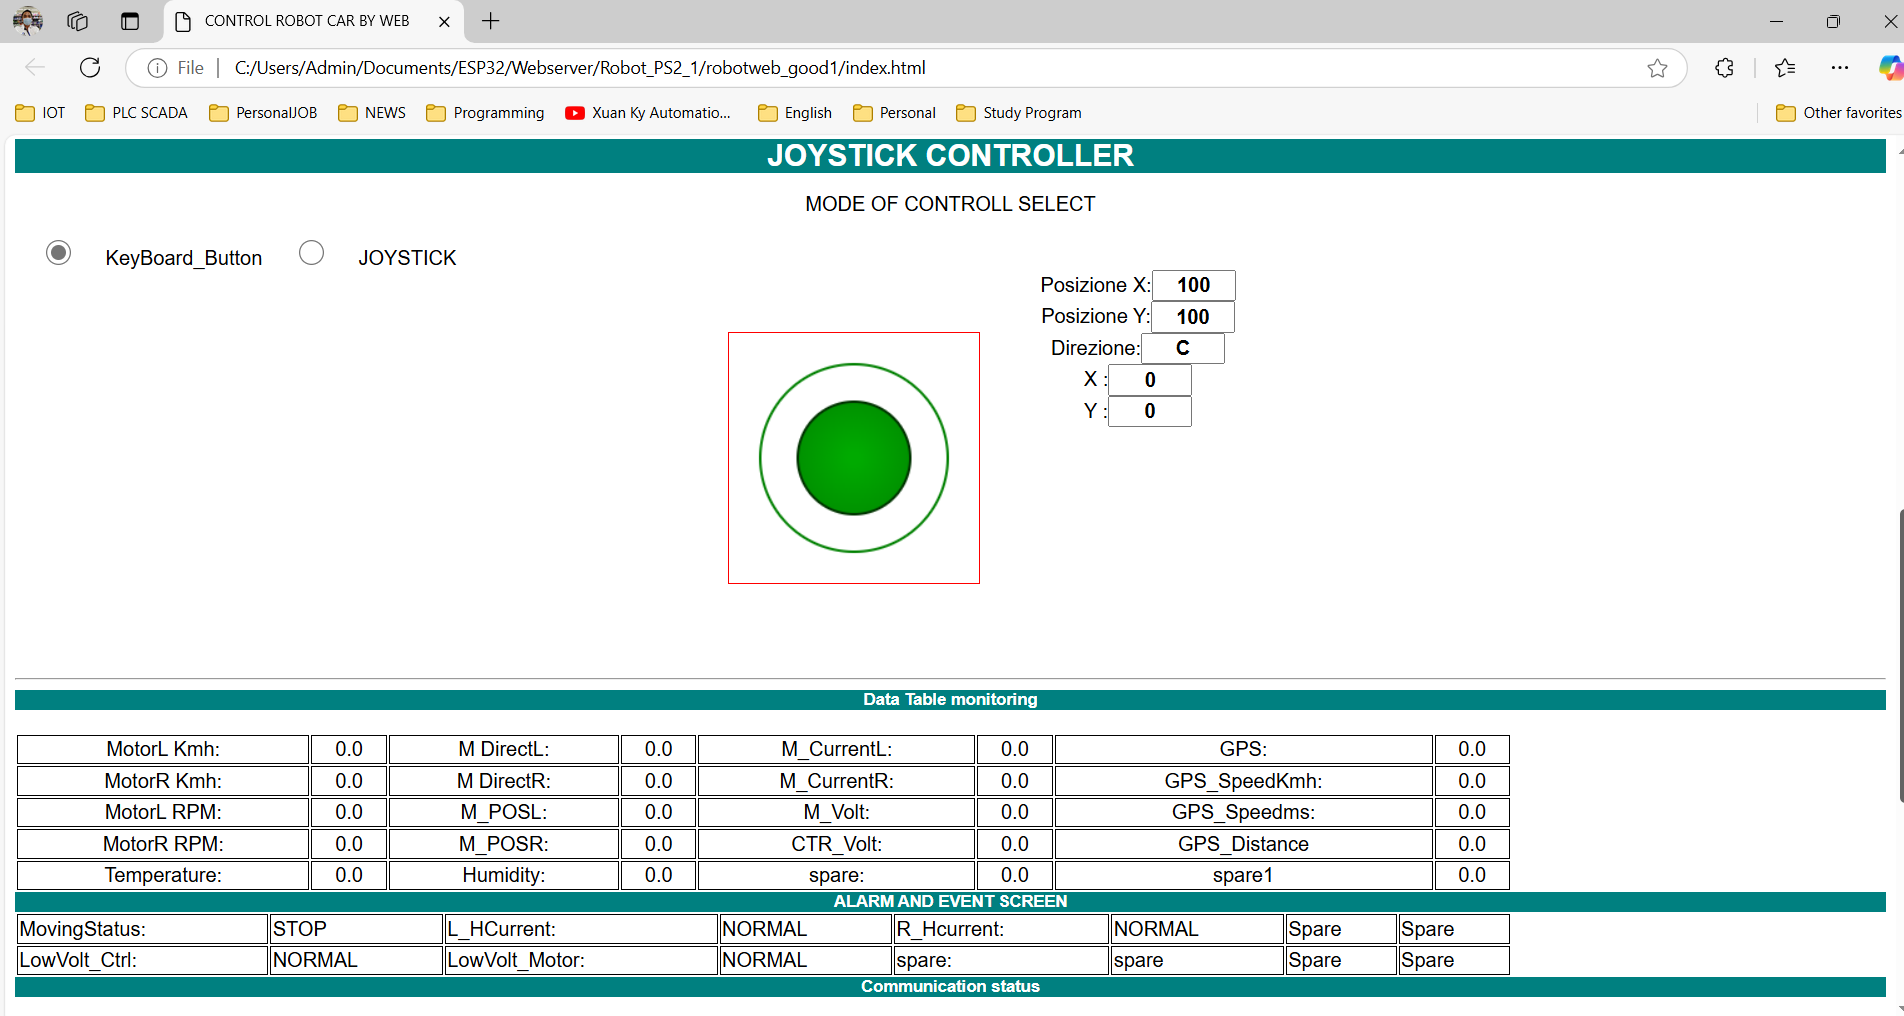 CONTROL ROBOT CAR BY WEB
File C:/Users/Admin/Documents/ESP32/Webserver/Robot_PS2_1/robotweb_good1/index.html
IOT PLC SCADA PersonalJOB NEWS Programming Xuan Ky Automatio... English Personal Study Program Other favorites
JOYSTICK CONTROLLER
MODE OF CONTROLL SELECT
KeyBoard_Button JOYSTICK
Posizione X: 100
Posizione Y: 100
Direzione: C
X : 0
Y : 0
Data Table monitoring
MotorL Kmh: 0.0 M DirectL: 0.0 M_CurrentL: 0.0 GPS: 0.0
MotorR Kmh: 0.0 M DirectR: 0.0 M_CurrentR: 0.0 GPS_SpeedKmh: 0.0
MotorL RPM: 0.0 M_POSL: 0.0 M_Volt: 0.0 GPS_Speedms: 0.0
MotorR RPM: 0.0 M_POSR: 0.0 CTR_Volt: 0.0 GPS_Distance 0.0
Temperature: 0.0 Humidity: 0.0 spare: 0.0 spare1 0.0
ALARM AND EVENT SCREEN
MovingStatus: STOP L_HCurrent: NORMAL R_Hcurrent: NORMAL Spare Spare
LowVolt_Ctrl: NORMAL LowVolt_Motor: NORMAL spare: spare Spare Spare
Communication status